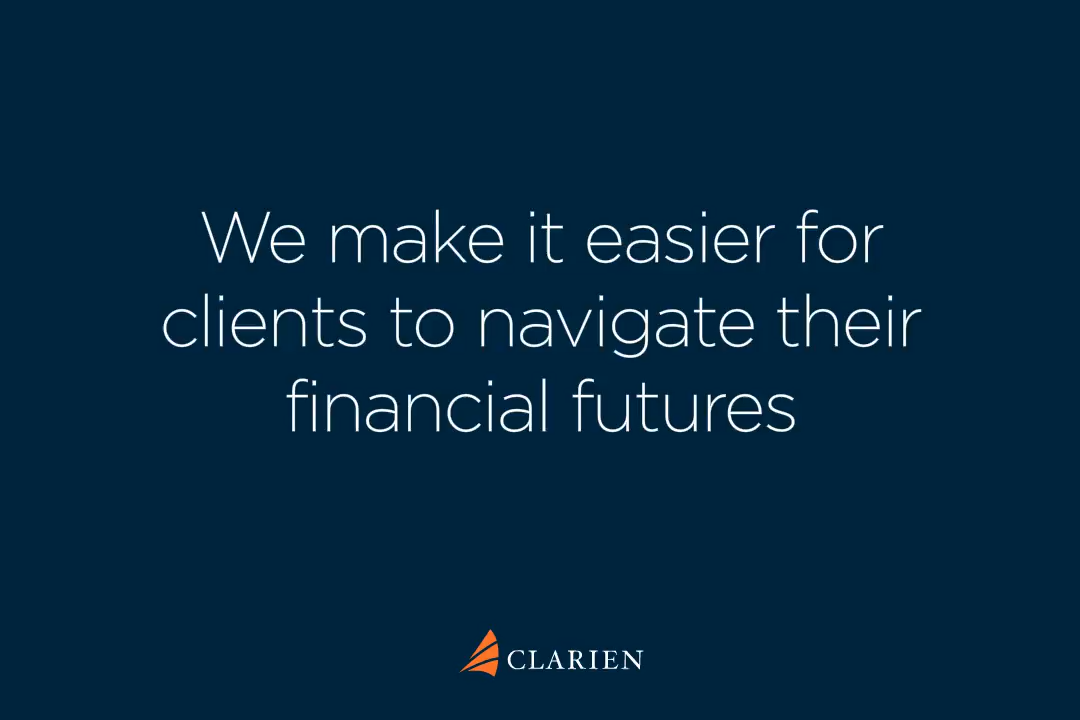 We make it easier for
clients to navigate their
financial futures
CLARIEN